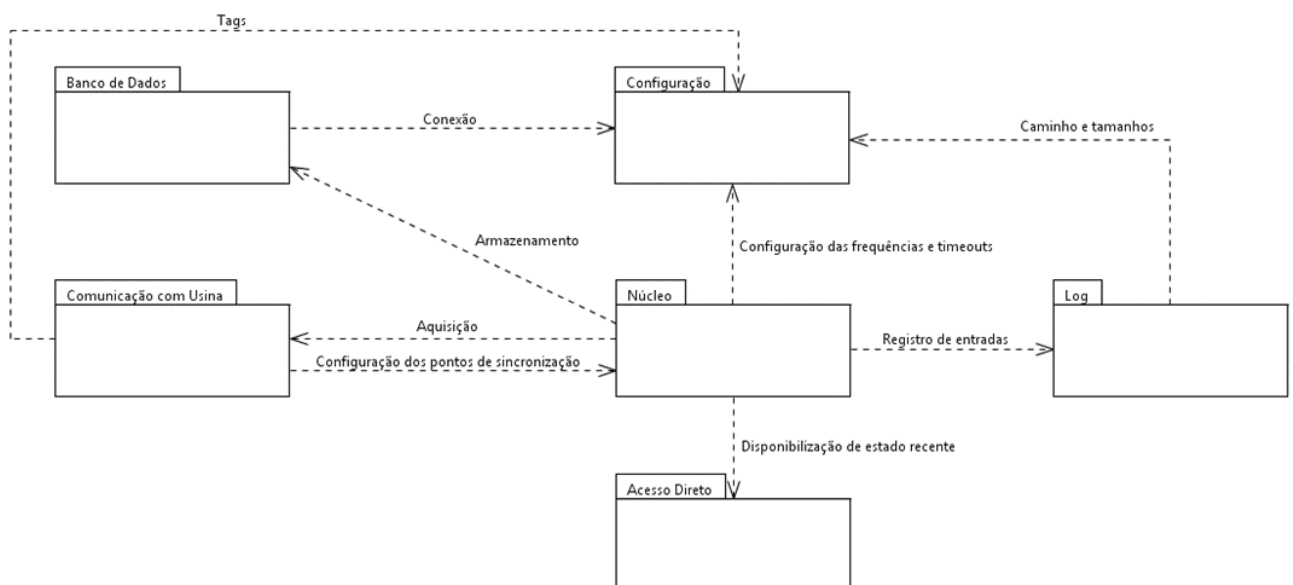 Tags
Banco de Dados
Configuração
Conexão
Caminho e tamanhos
Armazenamento
Configuração das frequências e timeouts
Comunicação com Usina
Núcleo
Log
Aquisição
Registro de entradas
Configuração dos pontos de sincronização
Disponibilização de estado recente
Acesso Direto